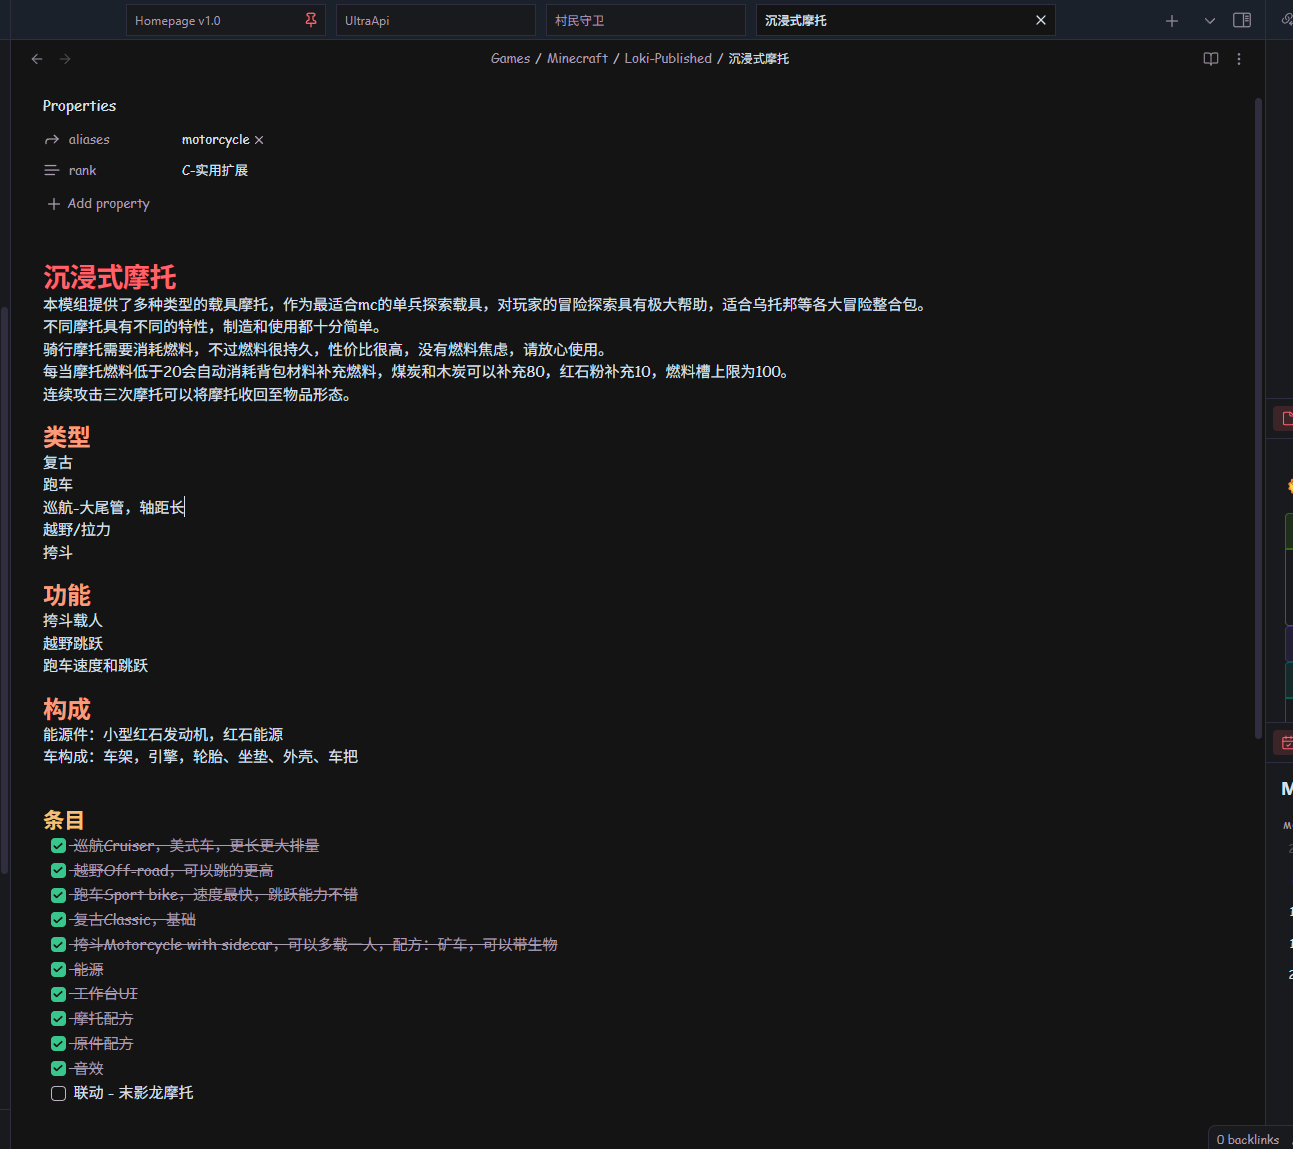 Homepage v1.0
UltraApi
村民守卫
沉浸式摩托
Games / Minecraft / Loki-Published / 沉浸式摩托
Properties
aliases motorcycle
rank C-实用扩展
Add property
沉浸式摩托
本模组提供了多种类型的载具摩托，作为最适合mc的单兵探索载具，对玩家的冒险探索具有极大帮助，适合乌托邦等各大冒险整合包。
不同摩托具有不同的特性，制造和使用都十分简单。
骑行摩托需要消耗燃料，不过燃料很持久，性价比很高，没有燃料焦虑，请放心使用。
每当摩托燃料低于20会自动消耗背包材料补充燃料，煤炭和木炭可以补充80，红石粉补充10，燃料槽上限为100。
连续攻击三次摩托可以将摩托收回至物品形态。
类型
复古
跑车
巡航-大尾管，轴距长
越野/拉力
挎斗
功能
挎斗载人
越野跳跃
跑车速度和跳跃
构成
能源件：小型红石发动机，红石能源
车构成：车架，引擎，轮胎、坐垫、外壳、车把
条目
巡航Cruiser，美式车，更长更大排量
越野Off-road，可以跳的更高
跑车Sport bike，速度最快，跳跃能力不错
复古Classic，基础
挎斗Motorcycle with sidecar，可以多载一人，配方：矿车，可以带生物
能源
工作台UI
摩托配方
原件配方
音效
联动 - 末影龙摩托
0 backlinks